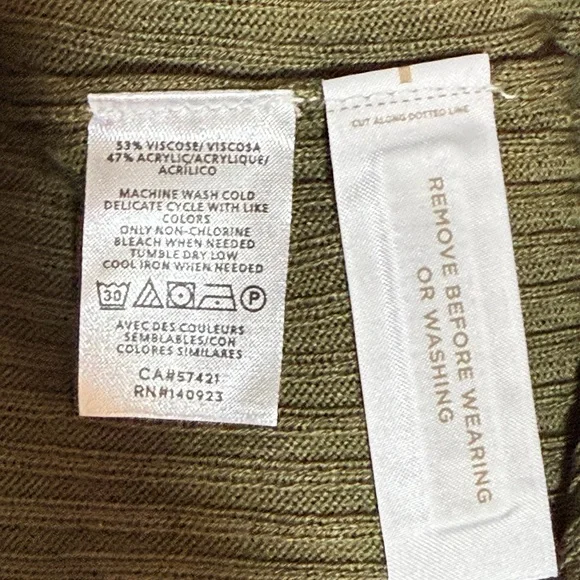 53% VISCOSE/ VISCOSA
47% ACRYLIC/ACRYLIQUE/
ACRÍLICO
MACHINE WASH COLD
DELICATE CYCLE WITH LIKE
COLORS
ONLY NON-CHLORINE
BLEACH WHEN NEEDED
TUMBLE DRY LOW
COOL IRON WHEN NEEDED
30 P
AVEC DES COULEURS
SEMBLABLES/CON
COLORES SIMILARES
CA#57421
RN#140923
CUT ALONG DOTTED LINE
REMOVE BEFORE WEARING
OR WASHING